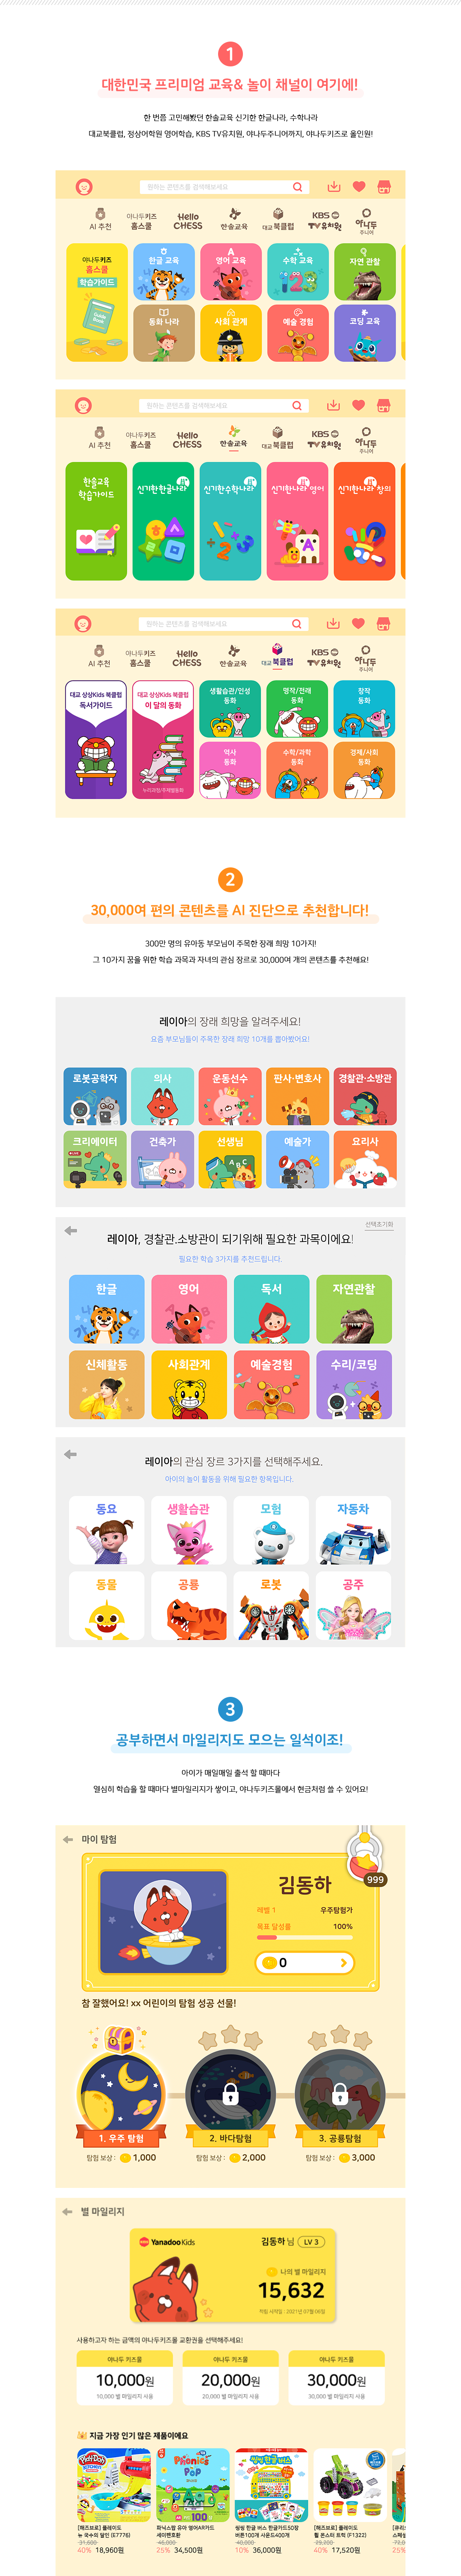 1
대한민국 프리미엄 교육& 놀이 채널이 여기에!
한 번쯤 고민해봤던 한솔교육 신기한 한글나라, 수학나라
대교북클럽, 정상어학원 영어학습, KBS TV유치원, 야나두주니어까지, 야나두키즈로 올인원!
원하는 콘텐츠를 검색해보세요
AI 추천
야나두키즈 홈스쿨
Hello CHESS
한솔교육
대교 북클럽
KBS TV유치원
야나두 주니어
야나두키즈 홈스쿨 학습가이드
Guide Book
한글 교육
영어 교육
수학 교육
자연 관찰
동화 나라
사회 관계
예술 경험
코딩 교육
원하는 콘텐츠를 검색해보세요
AI 추천
야나두키즈 홈스쿨
Hello CHESS
한솔교육
대교 북클럽
KBS TV유치원
야나두 주니어
한솔교육 학습가이드
신기한한글나라
신기한수학나라
신기한나라 영어
신기한나라 창의
원하는 콘텐츠를 검색해보세요
AI 추천
야나두키즈 홈스쿨
Hello CHESS
한솔교육
대교 북클럽
KBS TV유치원
야나두 주니어
대교 상상Kids 북클럽 독서가이드
대교 상상Kids 북클럽 이 달의 동화
누리과정/주제별동화
생활습관/인성 동화
명작/전래 동화
창작 동화
역사 동화
수학/과학 동화
경제/사회 동화
2
30,000여 편의 콘텐츠를 AI 진단으로 추천합니다!
300만 명의 유아동 부모님이 주목한 장래 희망 10가지!
그 10가지 꿈을 위한 학습 과목과 자녀의 관심 장르로 30,000여 개의 콘텐츠를 추천해요!
레이아의 장래 희망을 알려주세요!
요즘 부모님들이 주목한 장래 희망 10개를 뽑아봤어요!
로봇공학자
의사
운동선수
판사·변호사
경찰관·소방관
크리에이터
건축가
선생님
예술가
요리사
선택초기화
레이아, 경찰관.소방관이 되기위해 필요한 과목이에요!
필요한 학습 3가지를 추천드립니다.
한글
영어
독서
자연관찰
신체활동
사회관계
예술경험
수리/코딩
레이아의 관심 장르 3가지를 선택해주세요.
아이의 놀이 활동을 위해 필요한 항목입니다.
동요
생활습관
모험
자동차
동물
공룡
로봇
공주
3
공부하면서 마일리지도 모으는 일석이조!
아이가 매일매일 출석 할 때마다
열심히 학습을 할 때마다 별마일리지가 쌓이고, 야나두키즈몰에서 현금처럼 쓸 수 있어요!
마이 탐험
999
김동하
레벨 1
우주탐험가
목표 달성률
100%
0
참 잘했어요! xx 어린이의 탐험 성공 선물!
1. 우주 탐험
2. 바다탐험
3. 공룡탐험
탐험 보상 : 1,000
탐험 보상 : 2,000
탐험 보상 : 3,000
별 마일리지
Yanadoo Kids
김동하 님 LV 3
나의 별 마일리지
15,632
적립 시작일 : 2021년 07월 06일
사용하고자 하는 금액의 야나두키즈몰 교환권을 선택해주세요!
야나두 키즈몰
야나두 키즈몰
야나두 키즈몰
10,000원
20,000원
30,000원
10,000 별 마일리지 사용
20,000 별 마일리지 사용
30,000 별 마일리지 사용
지금 가장 인기 많은 제품이에요
[해즈브로] 플레이도 뉴 국수의 달인 (E7776)
31,600
40% 18,960원
파닉스팝 유아 영어AR카드 세이펜호환
46,000
25% 34,500원
씽씽 한글 버스 한글카드50장 버튼100개 사운드400개
40,000
10% 36,000원
[해즈브로] 플레이도 휠 몬스터 트럭 (F1322)
29,200
40% 17,520원
25%